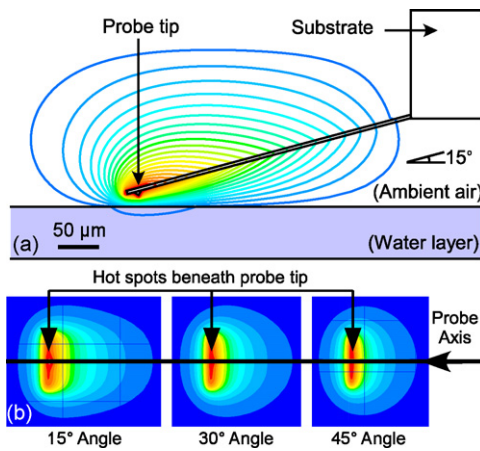 Probe tip
Substrate
15°
(Ambient air)
(a)
50 µm
(Water layer)
Hot spots beneath probe tip
Probe
Axis
(b)
15° Angle
30° Angle
45° Angle